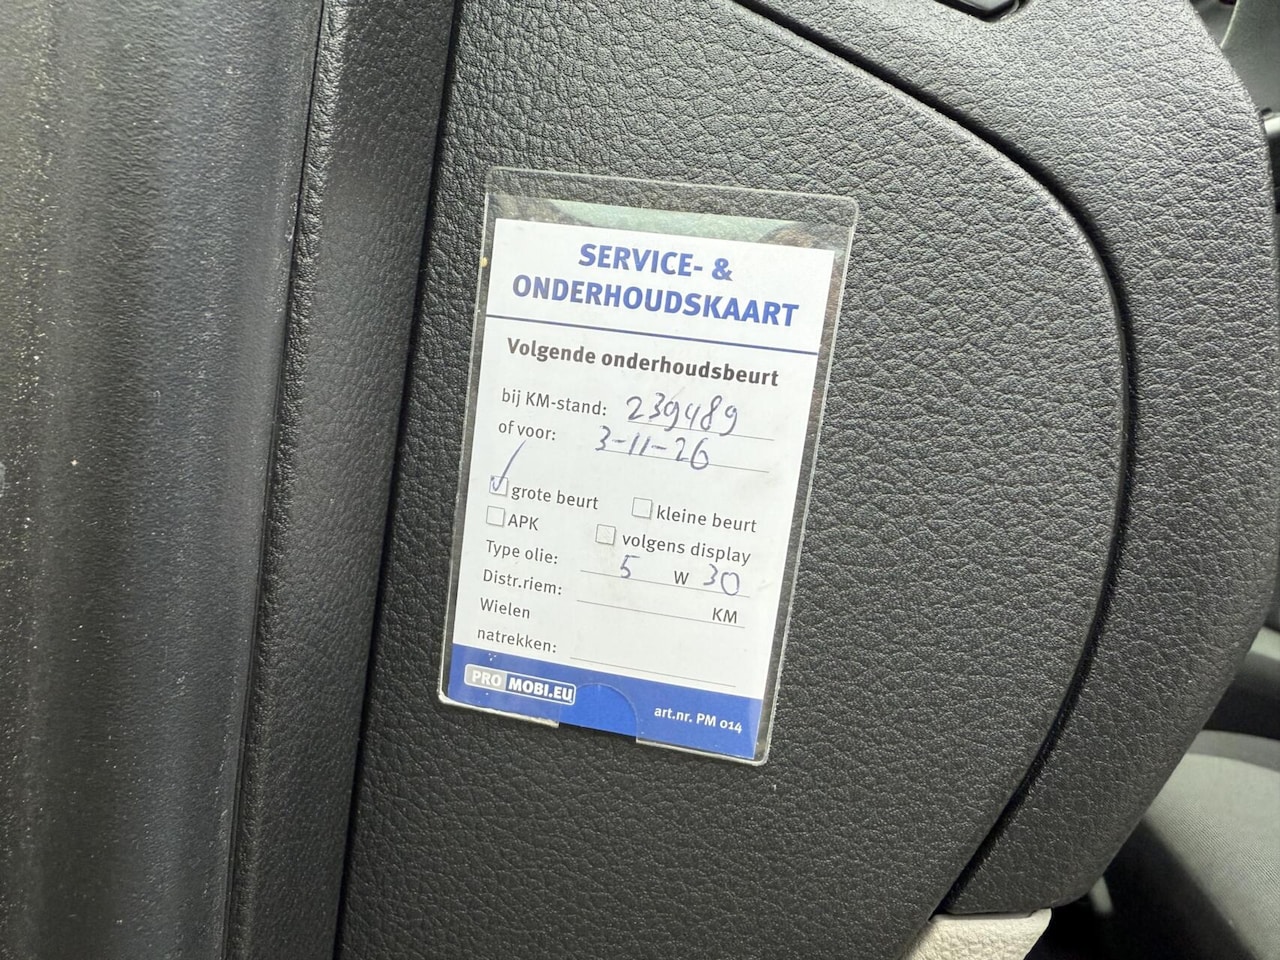 SERVICE- &
ONDERHOUDSKAART
Volgende onderhoudsbeurt
bij KM-stand: 239489
of voor: 3-11-26
grote beurt kleine beurt
APK volgens display
Type olie: 5 W 30
Distr.riem: KM
Wielen
natrekken:
PRO MOBI.EU art.nr. PM 014